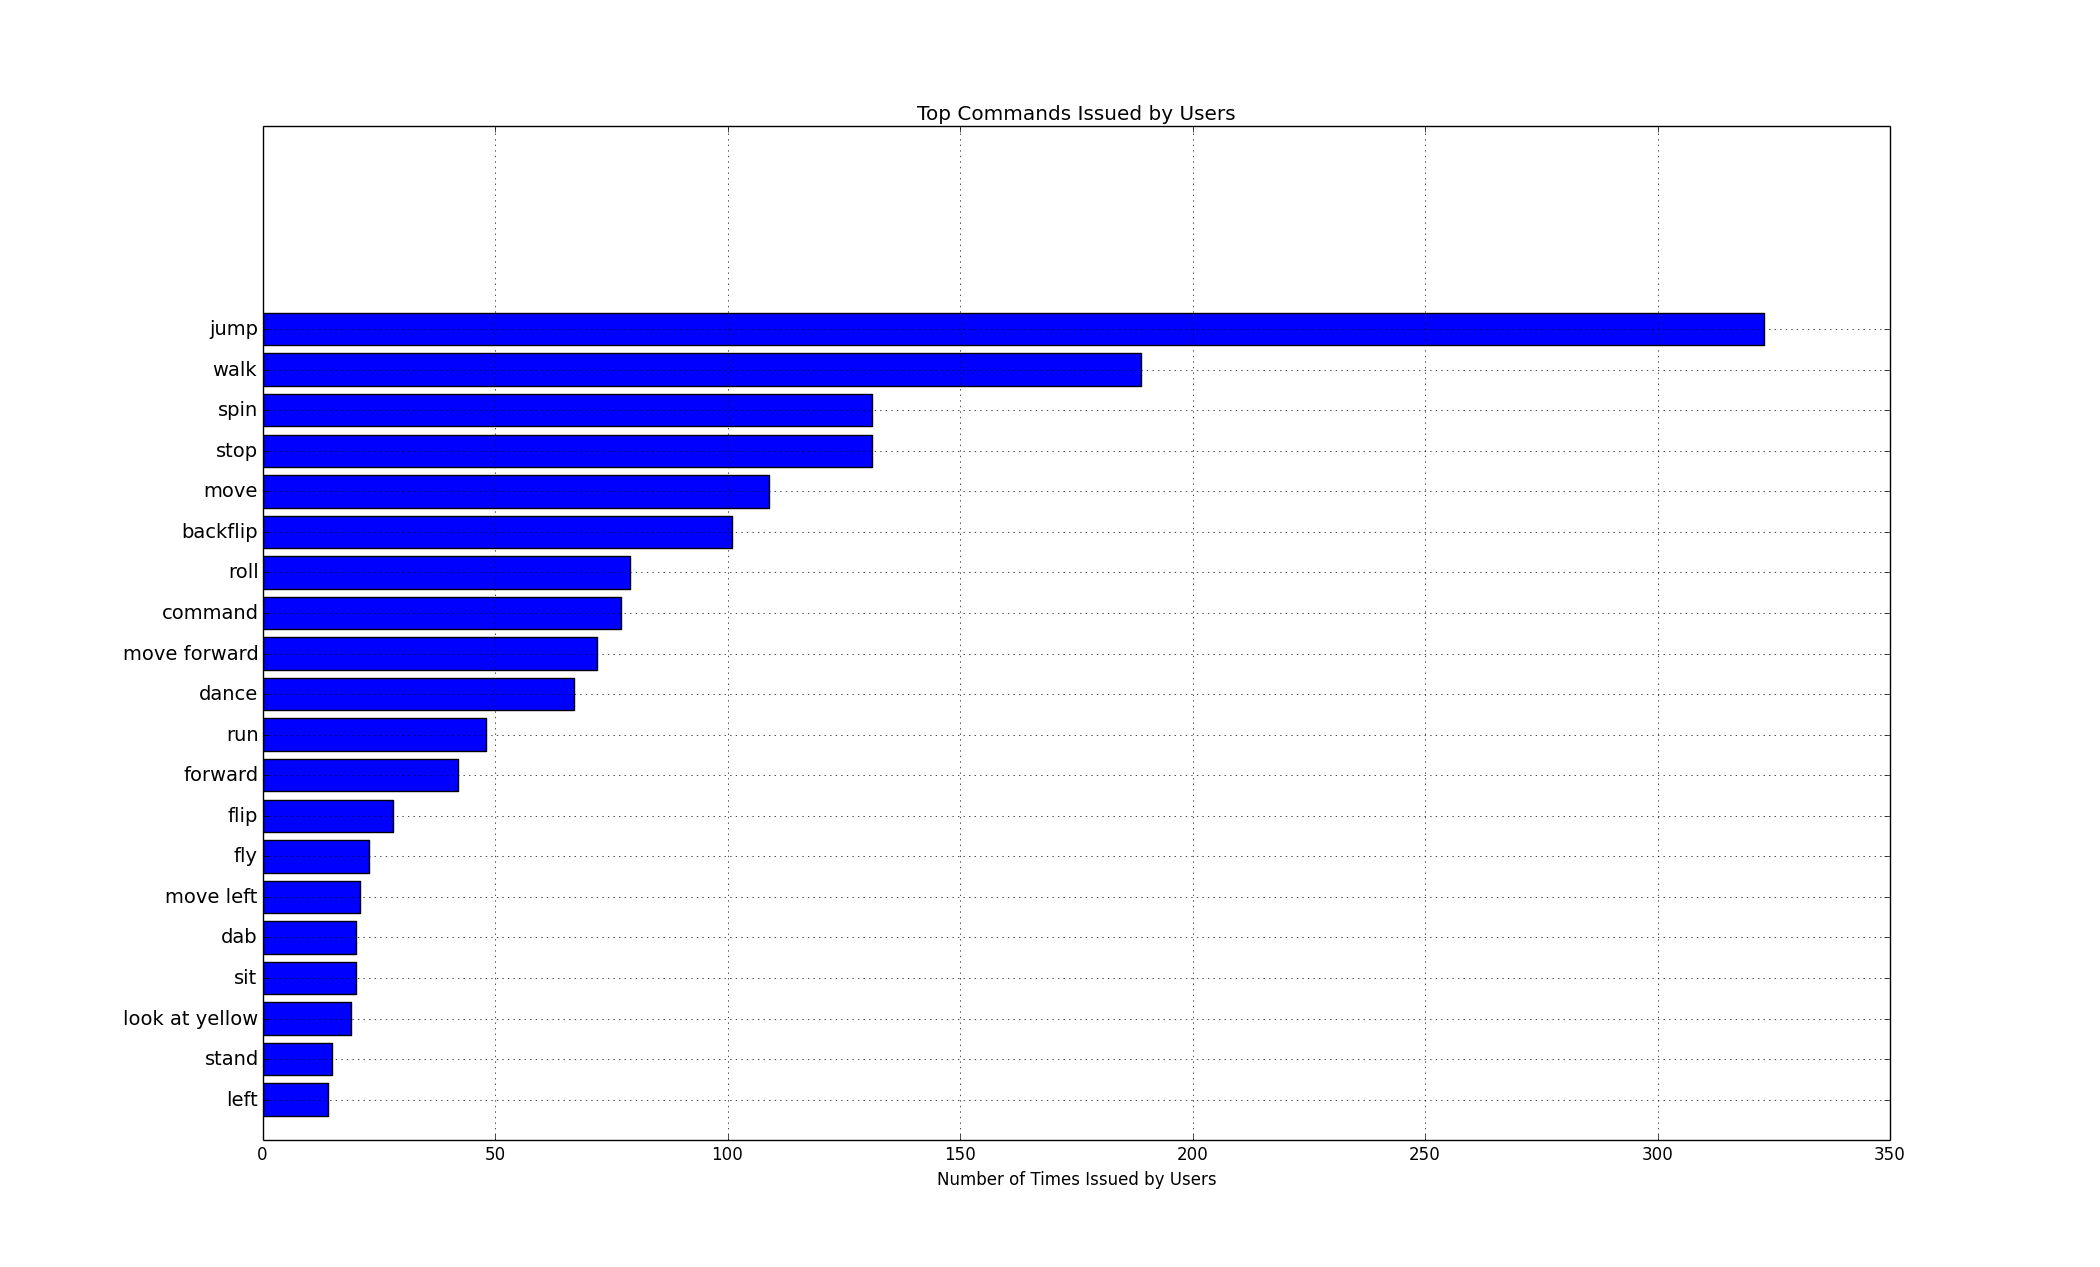 Top Commands Issued by Users
jump
walk
spin
stop
move
backflip
roll
command
move forward
dance
run
forward
flip
fly
move left
dab
sit
look at yellow
stand
left
0 50 100 150 200 250 300 350
Number of Times Issued by Users